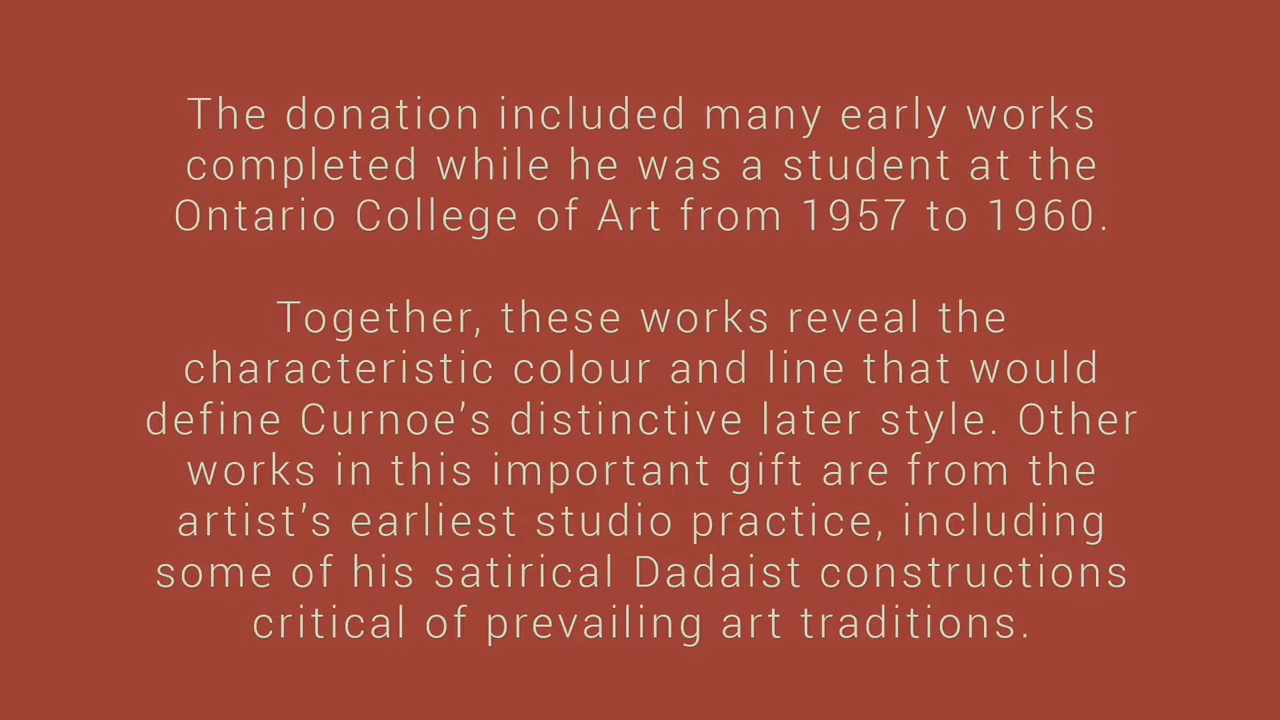 The donation included many early works
completed while he was a student at the
Ontario College of Art from 1957 to 1960.
Together, these works reveal the
characteristic colour and line that would
define Curnoe’s distinctive later style. Other
works in this important gift are from the
artist’s earliest studio practice, including
some of his satirical Dadaist constructions
critical of prevailing art traditions.